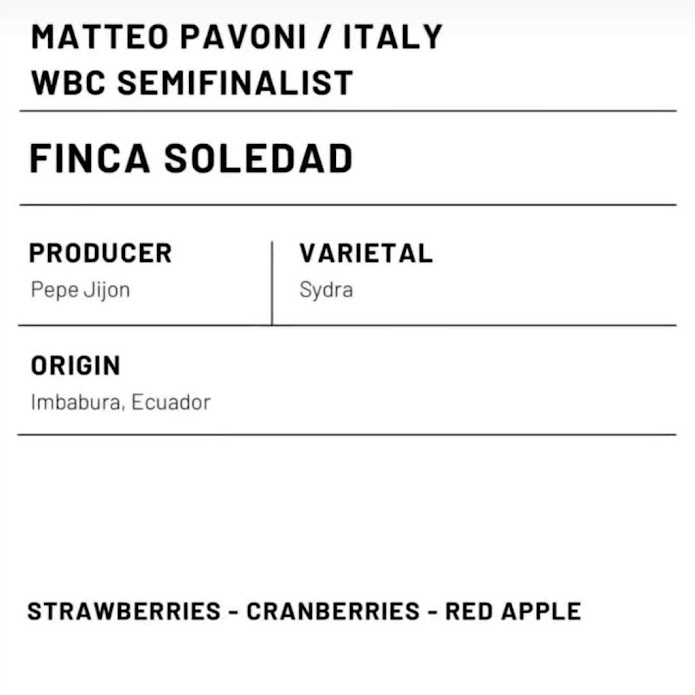 MATTEO PAVONI / ITALY
WBC SEMIFINALIST
FINCA SOLEDAD
PRODUCER
Pepe Jijon
VARIETAL
Sydra
ORIGIN
Imbabura, Ecuador
STRAWBERRIES - CRANBERRIES - RED APPLE